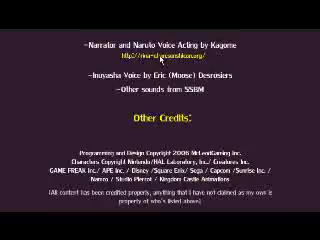 -Narrator and Naruto Voice Acting by Kagome
-Inuyasha Voice by Eric (Moose) Desrosiers
-Other sounds from SSBM
Other Credits:
Programming and Design Copyright 2006 McLeodGaming Inc.
Characters Copyright Nintendo/HAL Laboratory, Inc./ Creatures Inc.
GAME FREAK Inc./ APE Inc. / Disney /Square Enix/ Sega / Capcom /Sunrise Inc. /
Namco / Studio Pierrot / Kingdom Castle Animations
(All content has been credited properly, anything that I have not claimed as my own is
property of who's listed above)